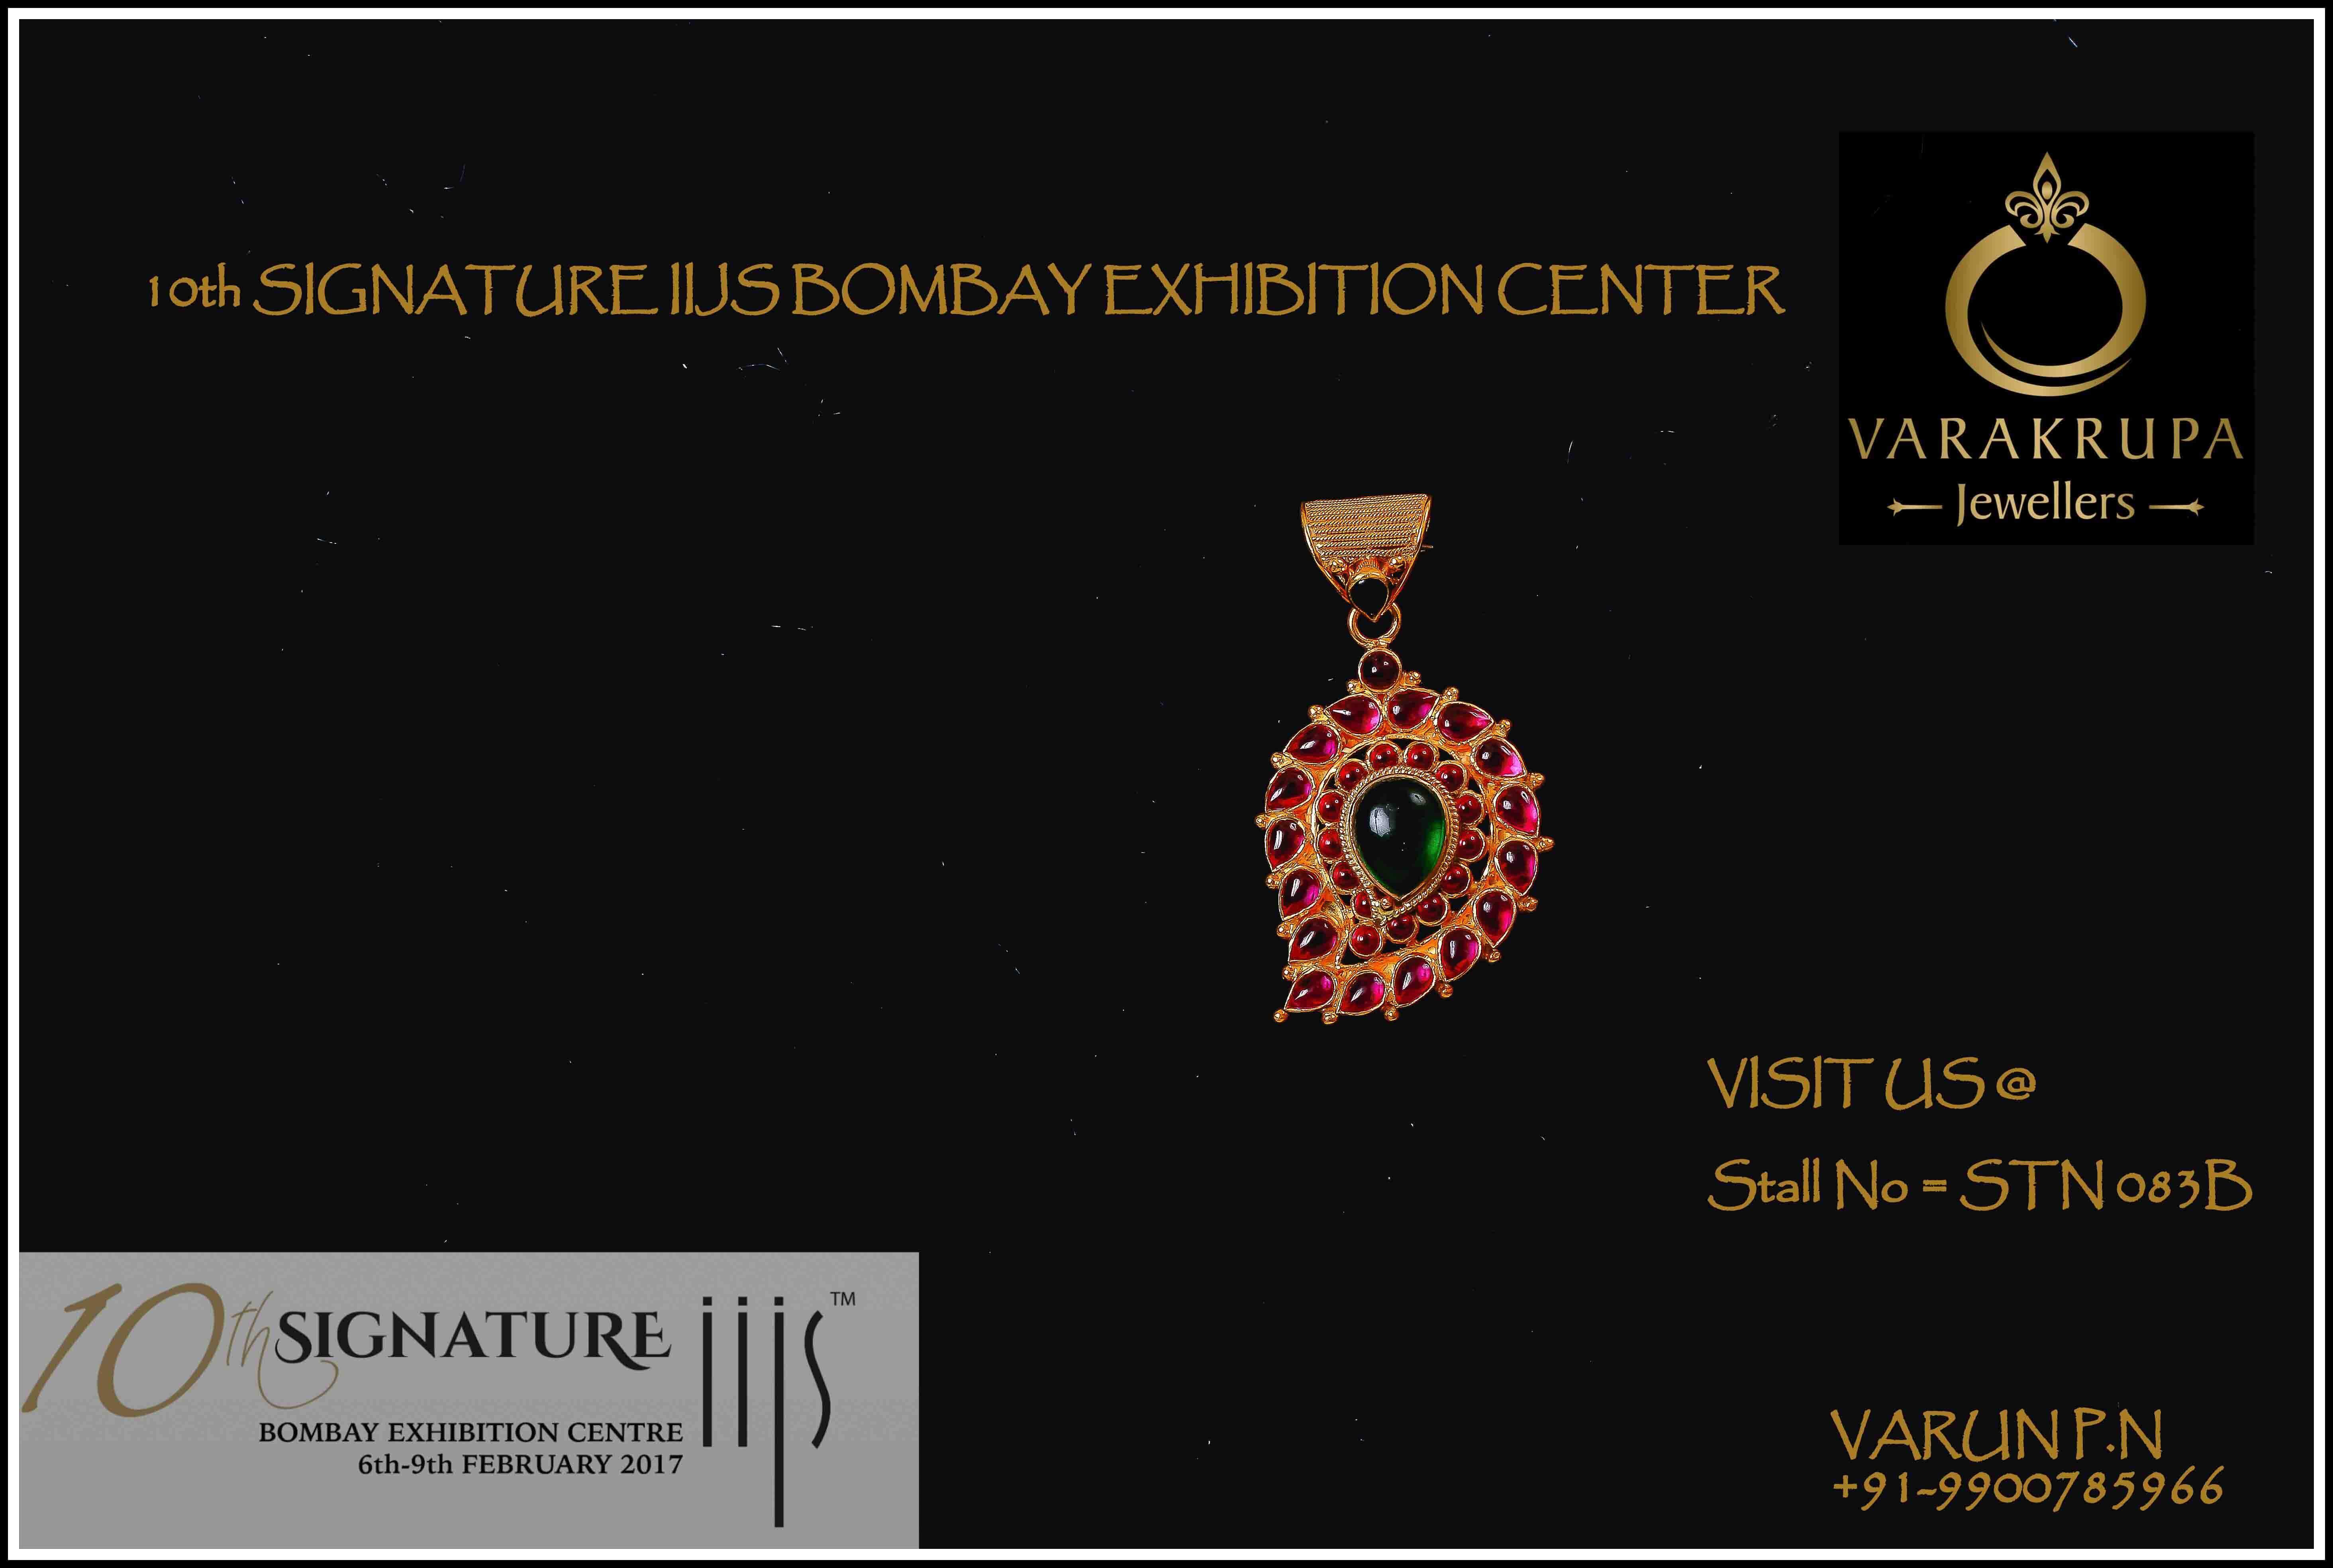 10th SIGNATURE IIJS BOMBAY EXHIBITION CENTER
VARAKRUPA
Jewellers
VISIT US @
Stall No = STN 083B
10th SIGNATURE iijs™
BOMBAY EXHIBITION CENTRE
6th-9th FEBRUARY 2017
VARUN P.N
+91-9900785966